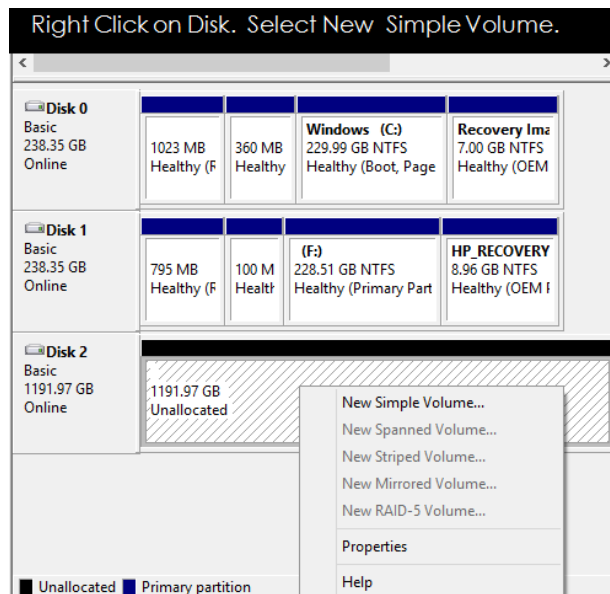 Right Click on Disk. Select New Simple Volume.
Disk 0
Basic
238.35 GB
Online
1023 MB
Healthy (F
360 MB
Healthy
Windows (C:)
229.99 GB NTFS
Healthy (Boot, Page
Recovery Ima
7.00 GB NTFS
Healthy (OEM
Disk 1
Basic
238.35 GB
Online
795 MB
Healthy (F
100 M
Healtl
(F:)
228.51 GB NTFS
Healthy (Primary Part
HP_RECOVERY
8.96 GB NTFS
Healthy (OEM F
Disk 2
Basic
1191.97 GB
Online
1191.97 GB
Unallocated
New Simple Volume...
New Spanned Volume...
New Striped Volume...
New Mirrored Volume...
New RAID-5 Volume...
Properties
Help
Unallocated
Primary partition